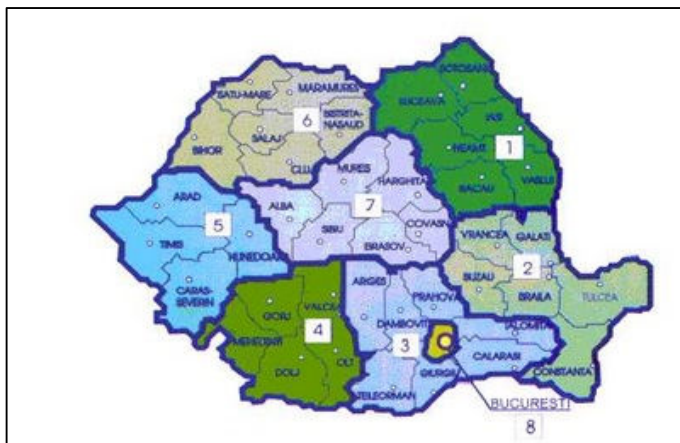 SATU-MARE
MARAMURES
BISTRITA-
NASAUD
6
SALAJ
BIHOR
CLUJ
BOTOSANI
SUCEAVA
IASI
NEAMT
1
BACAU
VASLUI
MURES
HARGHITA
7
ALBA
SIBIU
COVASN
BRASOV
ARAD
5
TIMIS
HUNEDOARA
CARAS-
SEVERIN
VRANCEA
GALATI
2
BUZAU
BRAILA
TULCEA
CONSTANTA
ARGES
PRAHOVA
DAMBOVIT
3
IALOMITA
CALARASI
GIURGIU
TELEORMAN
GORJ
VALCEA
4
MEHEDINTI
OLT
DOLJ
BUCURESTI
8